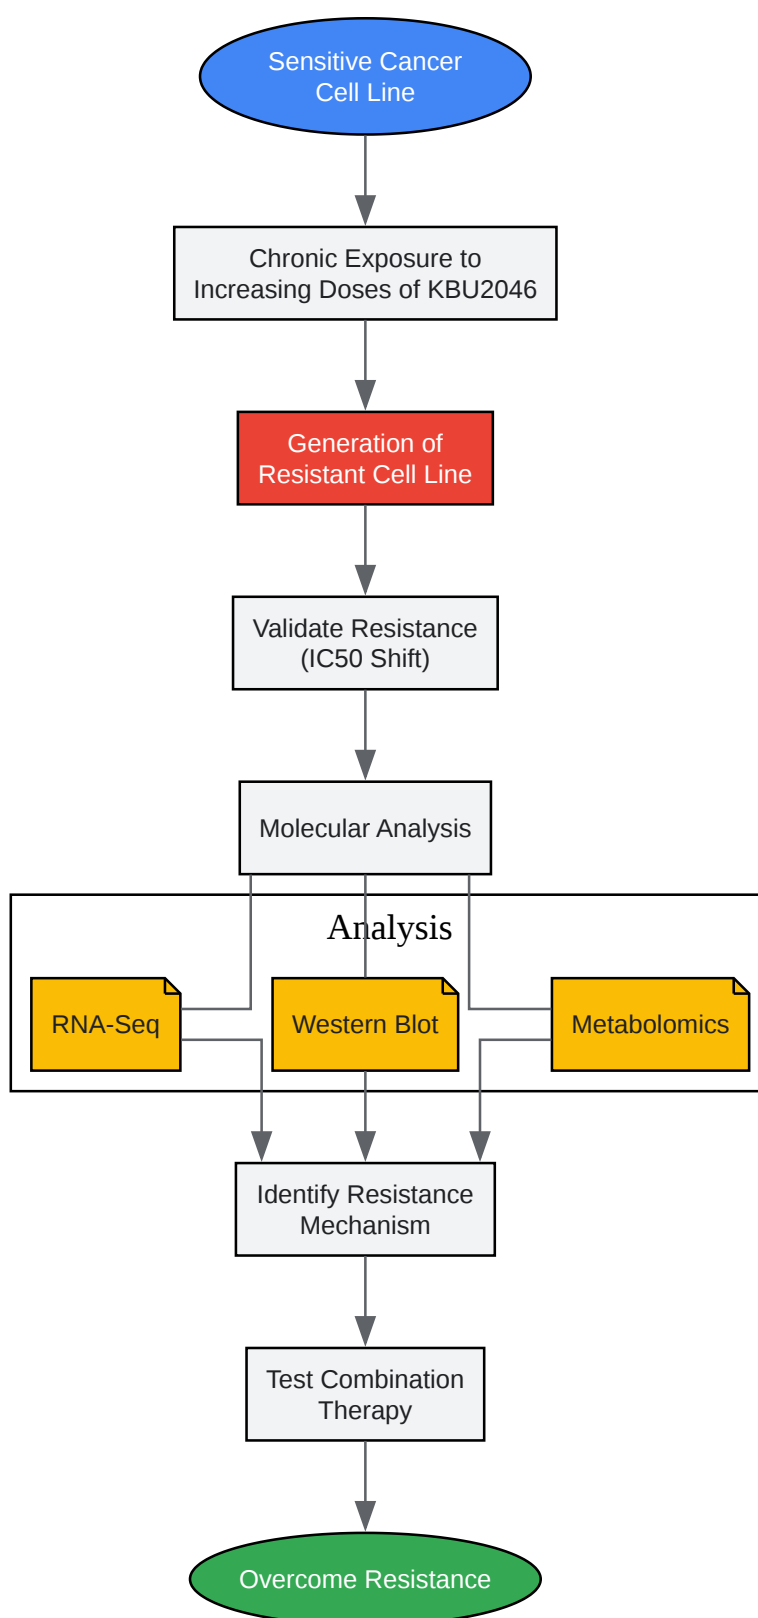 Sensitive Cancer
Cell Line
Chronic Exposure to
Increasing Doses of KBU2046
Generation of
Resistant Cell Line
Validate Resistance
(IC50 Shift)
Molecular Analysis
Analysis
RNA-Seq
Western Blot
Metabolomics
Identify Resistance
Mechanism
Test Combination
Therapy
Overcome Resistance